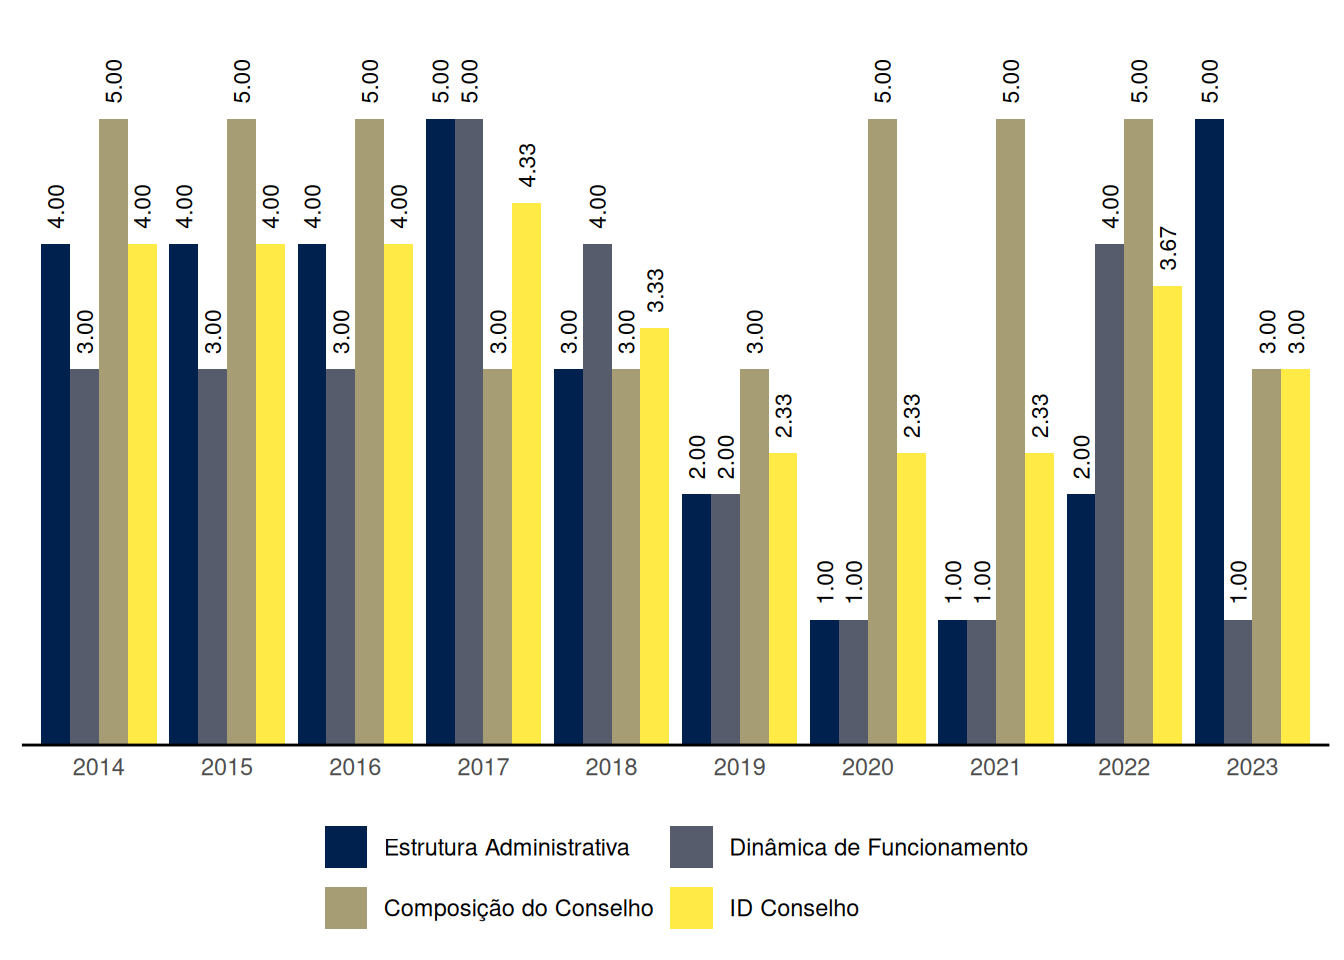 4.00 3.00 5.00 4.00 4.00 3.00 5.00 4.00 4.00 3.00 5.00 4.00 5.00 5.00 3.00 4.33 3.00 4.00 3.00 3.33 2.00 2.00 3.00 2.33 1.00 1.00 5.00 2.33 1.00 1.00 5.00 2.33 2.00 4.00 5.00 3.67 5.00 1.00 3.00 3.00
2014 2015 2016 2017 2018 2019 2020 2021 2022 2023
Estrutura Administrativa Dinâmica de Funcionamento
Composição do Conselho ID Conselho